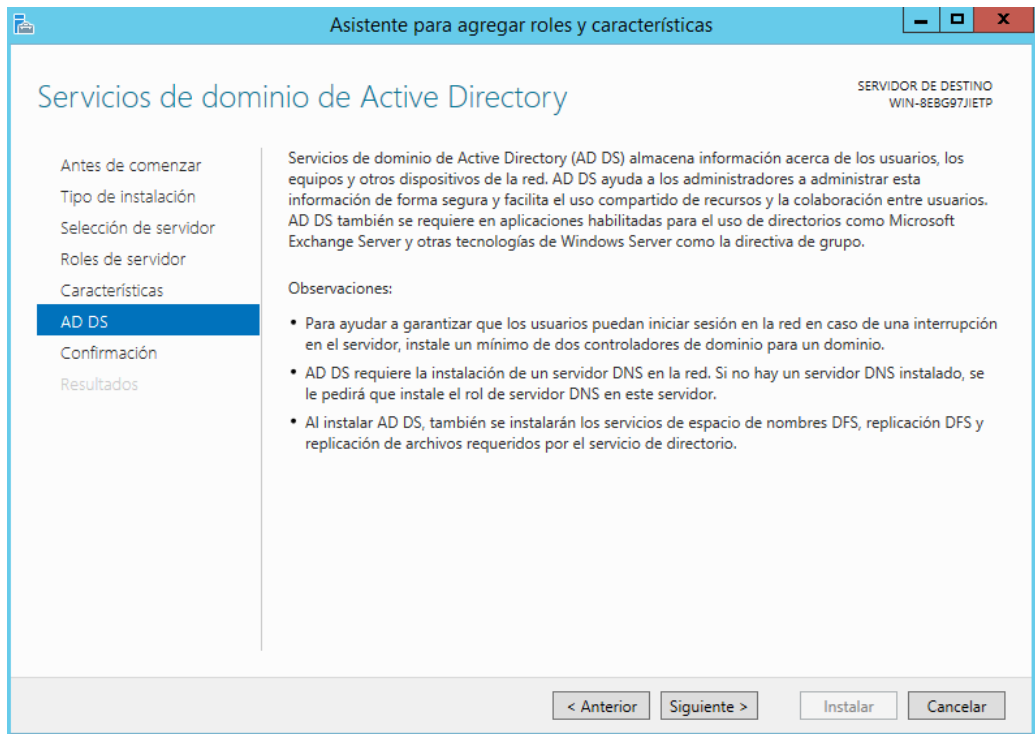 Asistente para agregar roles y características
Servicios de dominio de Active Directory
SERVIDOR DE DESTINO
WIN-8EBG97JIETP
Antes de comenzar
Tipo de instalación
Selección de servidor
Roles de servidor
Características
AD DS
Confirmación
Resultados
Servicios de dominio de Active Directory (AD DS) almacena información acerca de los usuarios, los
equipos y otros dispositivos de la red. AD DS ayuda a los administradores a administrar esta
información de forma segura y facilita el uso compartido de recursos y la colaboración entre usuarios.
AD DS también se requiere en aplicaciones habilitadas para el uso de directorios como Microsoft
Exchange Server y otras tecnologías de Windows Server como la directiva de grupo.
Observaciones:
• Para ayudar a garantizar que los usuarios puedan iniciar sesión en la red en caso de una interrupción
en el servidor, instale un mínimo de dos controladores de dominio para un dominio.
• AD DS requiere la instalación de un servidor DNS en la red. Si no hay un servidor DNS instalado, se
le pedirá que instale el rol de servidor DNS en este servidor.
• Al instalar AD DS, también se instalarán los servicios de espacio de nombres DFS, replicación DFS y
replicación de archivos requeridos por el servicio de directorio.
< Anterior
Siguiente >
Instalar
Cancelar